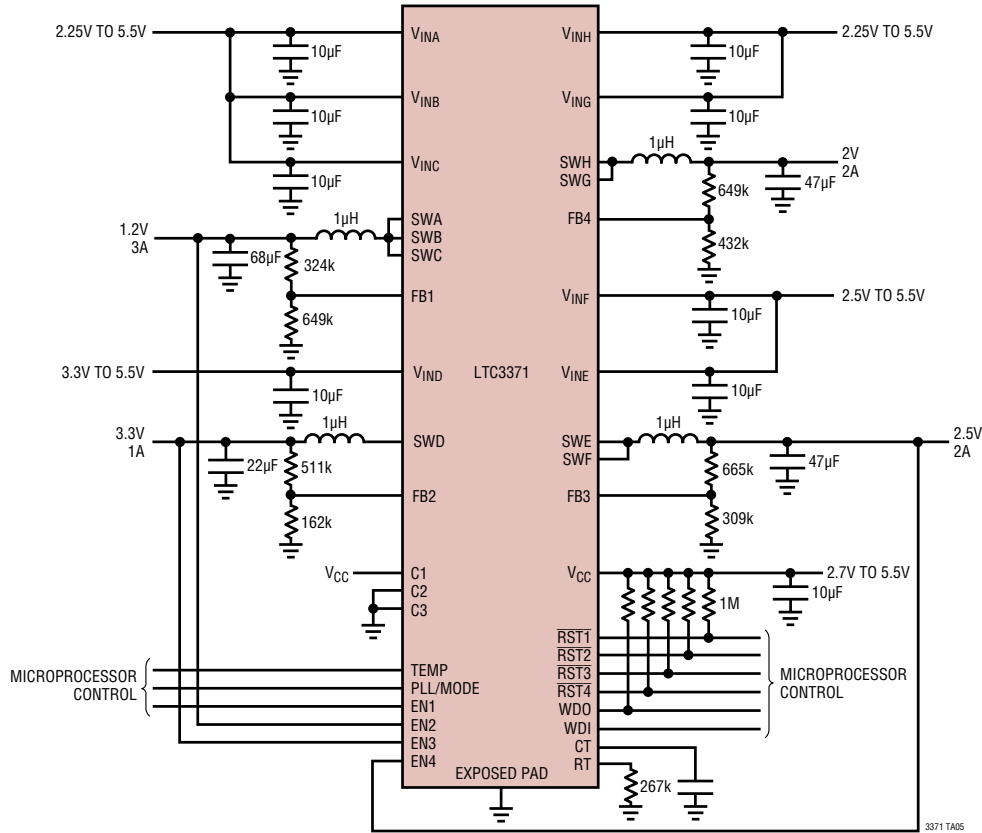 2.25V TO 5.5V
10µF
VINA
10µF
VINB
10µF
VINC
1.2V
3A
1µH
SWA
SWB
SWC
68µF
324k
FB1
649k
3.3V TO 5.5V
VIND
10µF
3.3V
1A
1µH
SWD
22µF
511k
FB2
162k
VCC
C1
C2
C3
MICROPROCESSOR
CONTROL
TEMP
PLL/MODE
EN1
EN2
EN3
EN4
LTC3371
EXPOSED PAD
VINH
2.25V TO 5.5V
10µF
VING
10µF
1µH
SWH
SWG
2V
2A
649k
47µF
FB4
432k
VINF
2.5V TO 5.5V
10µF
VINE
10µF
1µH
SWE
SWF
2.5V
2A
665k
47µF
FB3
309k
VCC
2.7V TO 5.5V
1M
10µF
RST1
RST2
RST3
RST4
WDO
WDI
MICROPROCESSOR
CONTROL
CT
RT
267k
3371 TA05